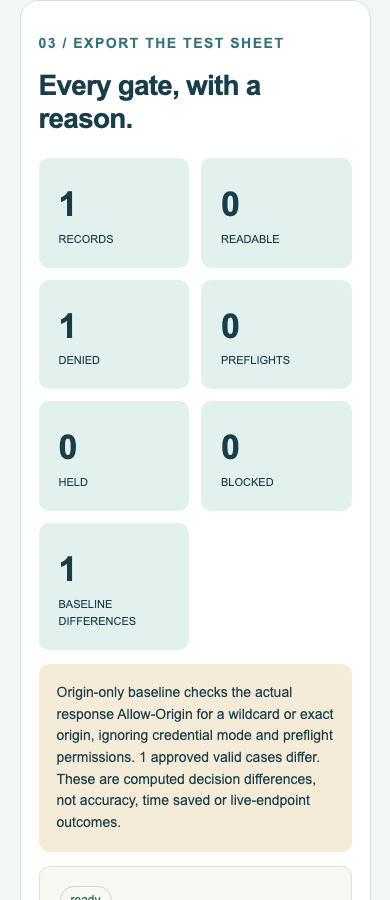 03 / EXPORT THE TEST SHEET
Every gate, with a
reason.
1
RECORDS
0
READABLE
1
DENIED
0
PREFLIGHTS
0
HELD
0
BLOCKED
1
BASELINE
DIFFERENCES
Origin-only baseline checks the actual
response Allow-Origin for a wildcard or exact
origin, ignoring credential mode and preflight
permissions. 1 approved valid cases differ.
These are computed decision differences,
not accuracy, time saved or live-endpoint
outcomes.
ready